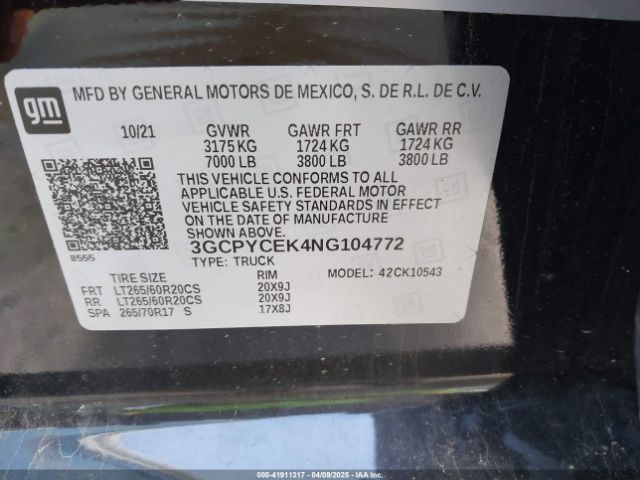 gm
MFD BY GENERAL MOTORS DE MEXICO, S. DE R.L. DE C.V.
10/21 GVWR GAWR FRT GAWR RR
3175 KG 1724 KG 1724 KG
7000 LB 3800 LB 3800 LB
THIS VEHICLE CONFORMS TO ALL
APPLICABLE U.S. FEDERAL MOTOR
VEHICLE SAFETY STANDARDS IN EFFECT
ON THE DATE OF MANUFACTURE
SHOWN ABOVE.
8555 3GCPYCEK4NG104772
TYPE: TRUCK
TIRE SIZE RIM MODEL: 42CK10543
FRT LT265/60R20CS 20X9J
RR LT265/60R20CS 20X9J
SPA 265/70R17 S 17X8J
000-41911317 - 04/09/2025 - IAAI.COM